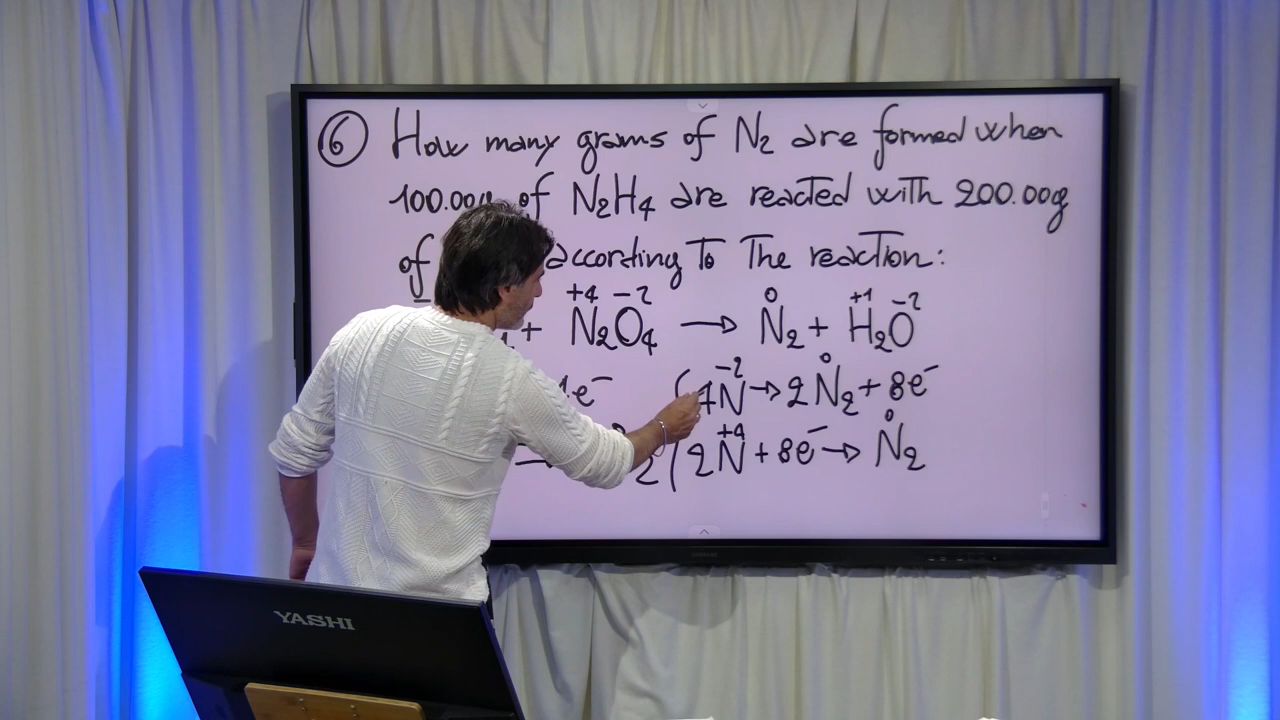 ⑥ How many grams of N₂ are formed when
100.00g of N₂H₄ are reacted with 200.00g
of according to the reaction:
+4 -2 0 +1 -2
+ N₂O₄ → N₂ + H₂O
-2 0
e⁻ (4N → 2N₂ + 8e⁻
+4 0
2 (2N + 8e⁻ → N₂
YASHI